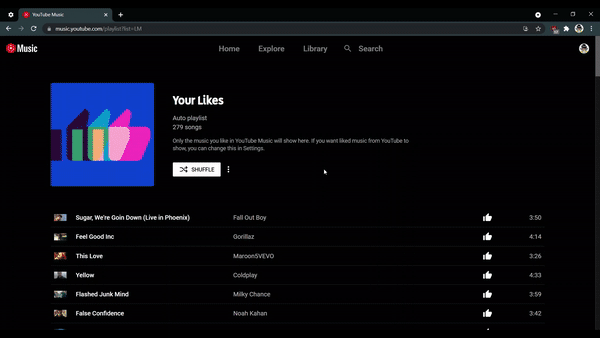 YouTube Music
music.youtube.com/playlist?list=LM
Music
Home
Explore
Library
Search
Your Likes
Auto playlist
279 songs
Only the music you like in YouTube Music will show here. If you want liked music from YouTube to
show, you can change this in Settings.
SHUFFLE
Sugar, We're Goin Down (Live in Phoenix) Fall Out Boy 3:50
Feel Good Inc Gorillaz 4:14
This Love Maroon5VEVO 3:26
Yellow Coldplay 4:33
Flashed Junk Mind Milky Chance 3:59
False Confidence Noah Kahan 3:42